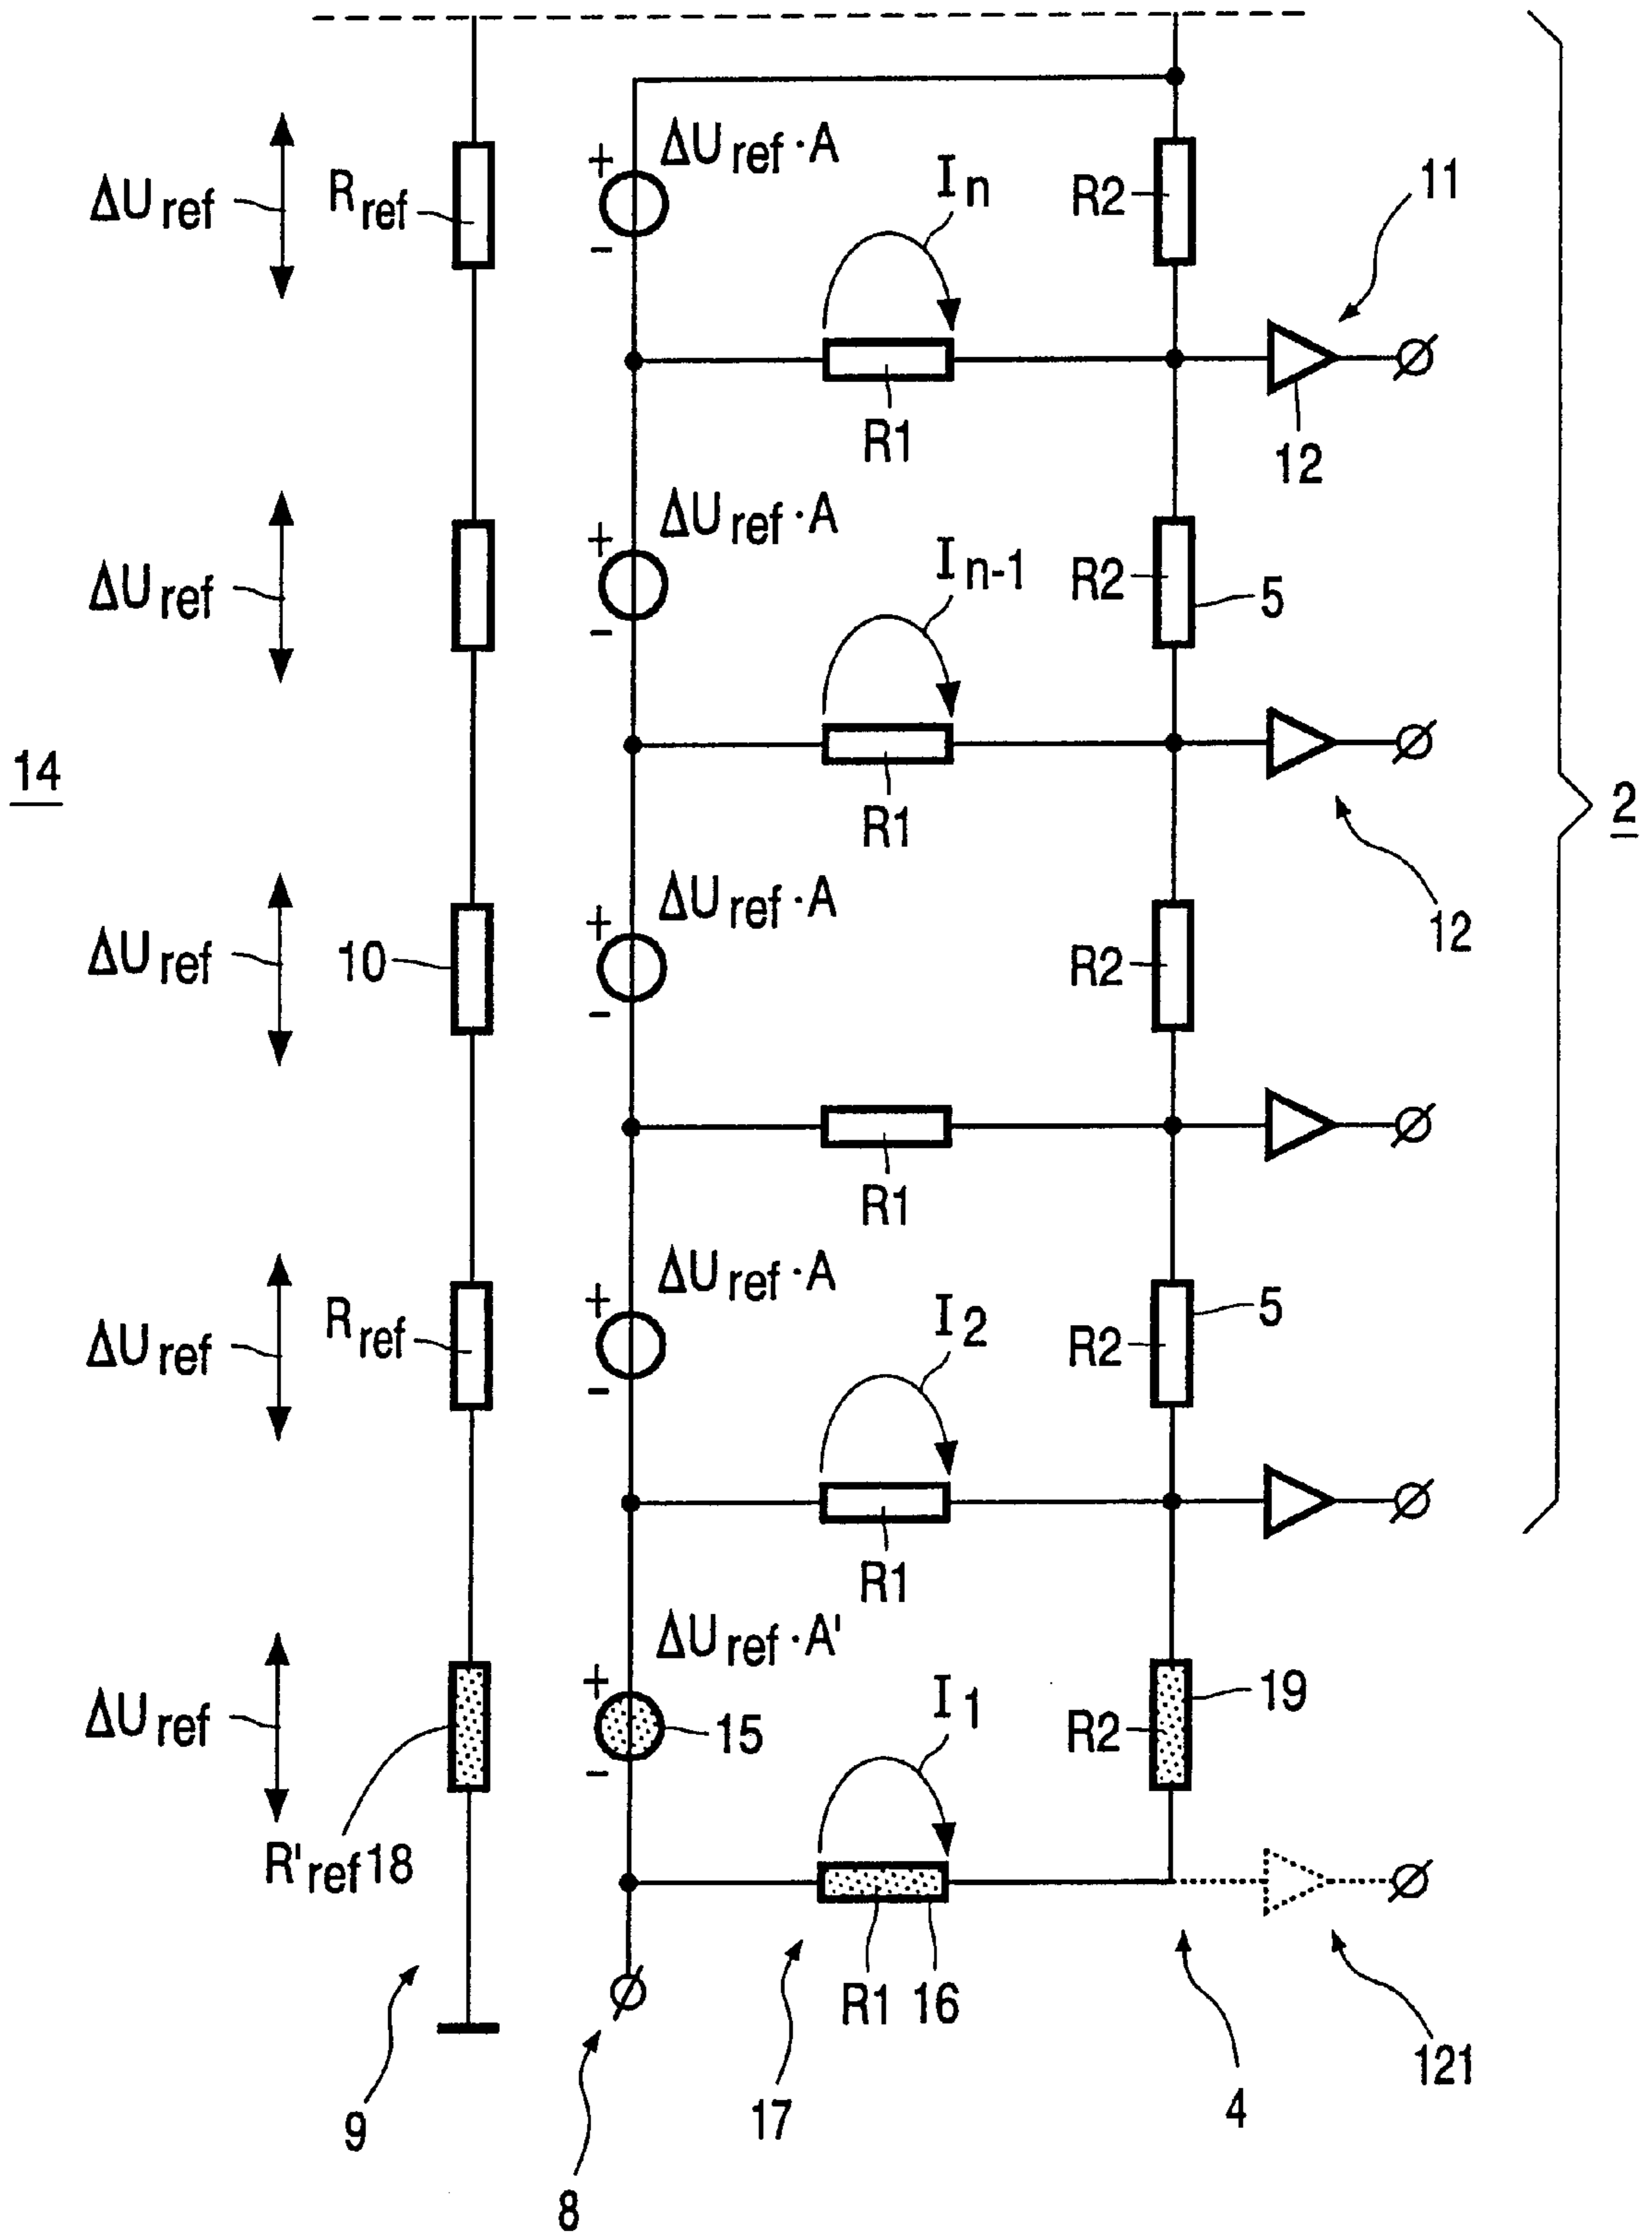 ΔUref·A
In
11
ΔUref
Rref
R2
+
-
R1
12
ΔUref·A
In-1
+
ΔUref
R2
5
-
14
2
R1
ΔUref·A
12
+
ΔUref
10
R2
-
R1
ΔUref·A
I2
+
5
ΔUref
Rref
R2
-
R1
ΔUref·A'
I1
+
19
ΔUref
15
R2
-
R'ref18
R1 16
121
9
17
4
8